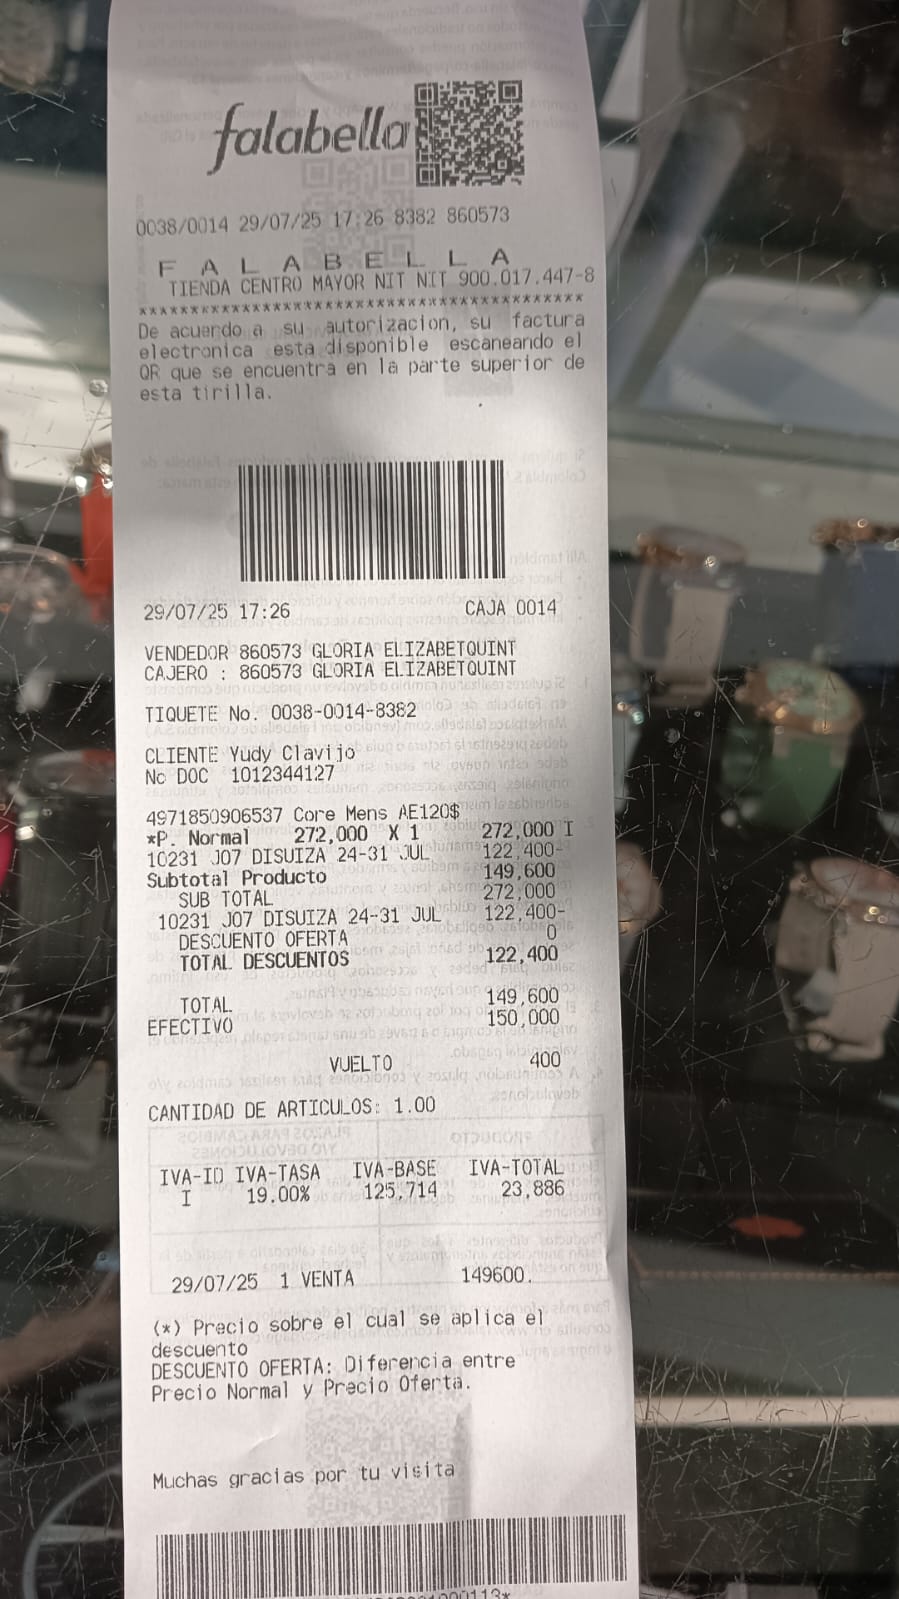 falabella
0038/0014 29/07/25 17:26 8382 860573
F A L A B E L L A
TIENDA CENTRO MAYOR NIT NIT 900.017.447-8
******************************************
De acuerdo a su autorizacion, su factura
electronica esta disponible escaneando el
QR que se encuentra en la parte superior de
esta tirilla.
29/07/25 17:26 CAJA 0014
VENDEDOR 860573 GLORIA ELIZABETQUINT
CAJERO : 860573 GLORIA ELIZABETQUINT
TIQUETE No. 0038-0014-8382
CLIENTE Yudy Clavijo
No DOC 1012344127
4971850906537 Core Mens AE120$
*P. Normal 272,000 X 1 272,000 I
10231 J07 DISUIZA 24-31 JUL 122,400-
Subtotal Producto 149,600
SUB TOTAL 272,000
10231 J07 DISUIZA 24-31 JUL 122,400-
DESCUENTO OFERTA 0
TOTAL DESCUENTOS 122,400
TOTAL 149,600
EFECTIVO 150,000
VUELTO 400
CANTIDAD DE ARTICULOS: 1.00
IVA-ID IVA-TASA IVA-BASE IVA-TOTAL
I 19.00% 125,714 23,886
29/07/25 1 VENTA 149600.
(*) Precio sobre el cual se aplica el
descuento
DESCUENTO OFERTA: Diferencia entre
Precio Normal y Precio Oferta.
Muchas gracias por tu visita